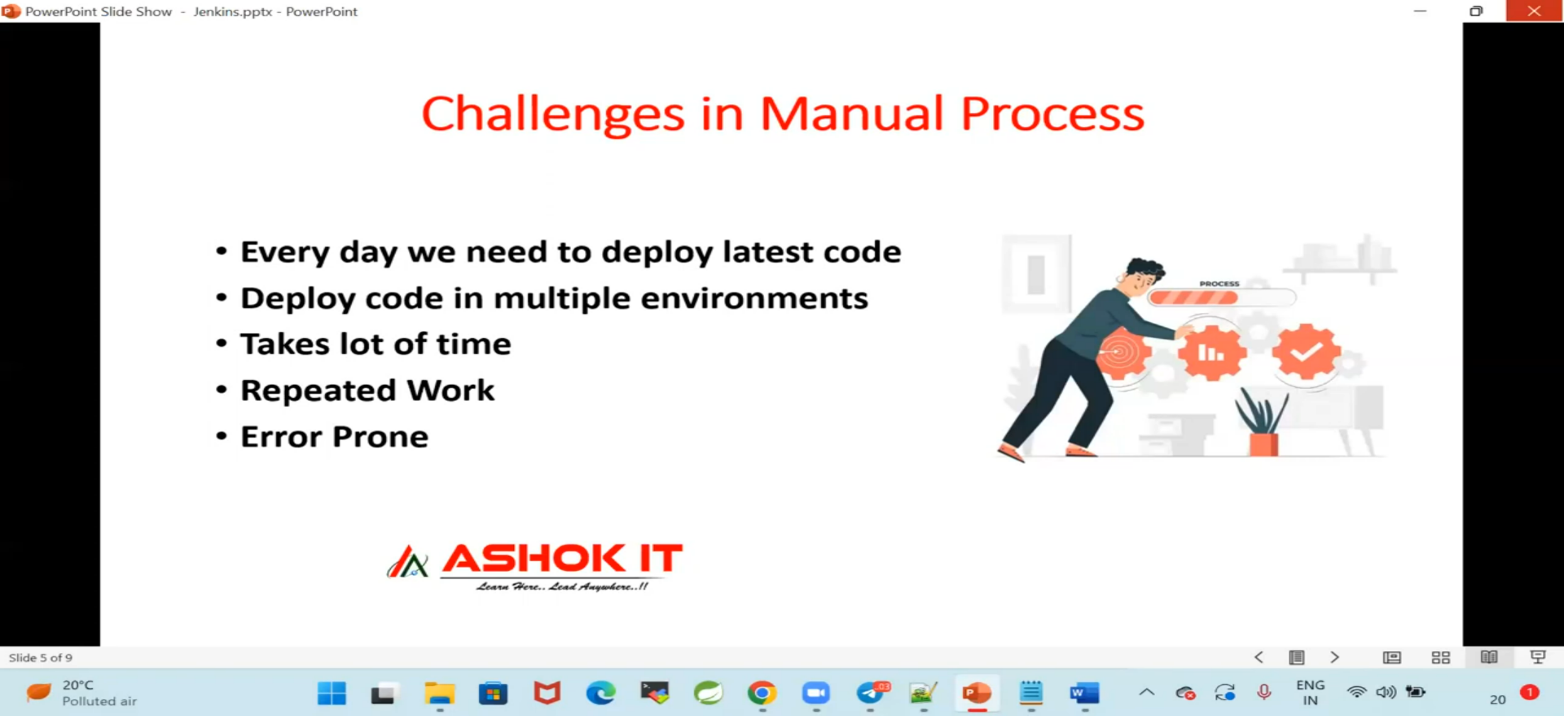 PowerPoint Slide Show - Jenkins.pptx - PowerPoint
Challenges in Manual Process
• Every day we need to deploy latest code
• Deploy code in multiple environments
• Takes lot of time
• Repeated Work
• Error Prone
PROCESS
ASHOK IT
Learn Here.. Lead Anywhere..!!
Slide 5 of 9
20°C
Polluted air
ENG
IN
20
1